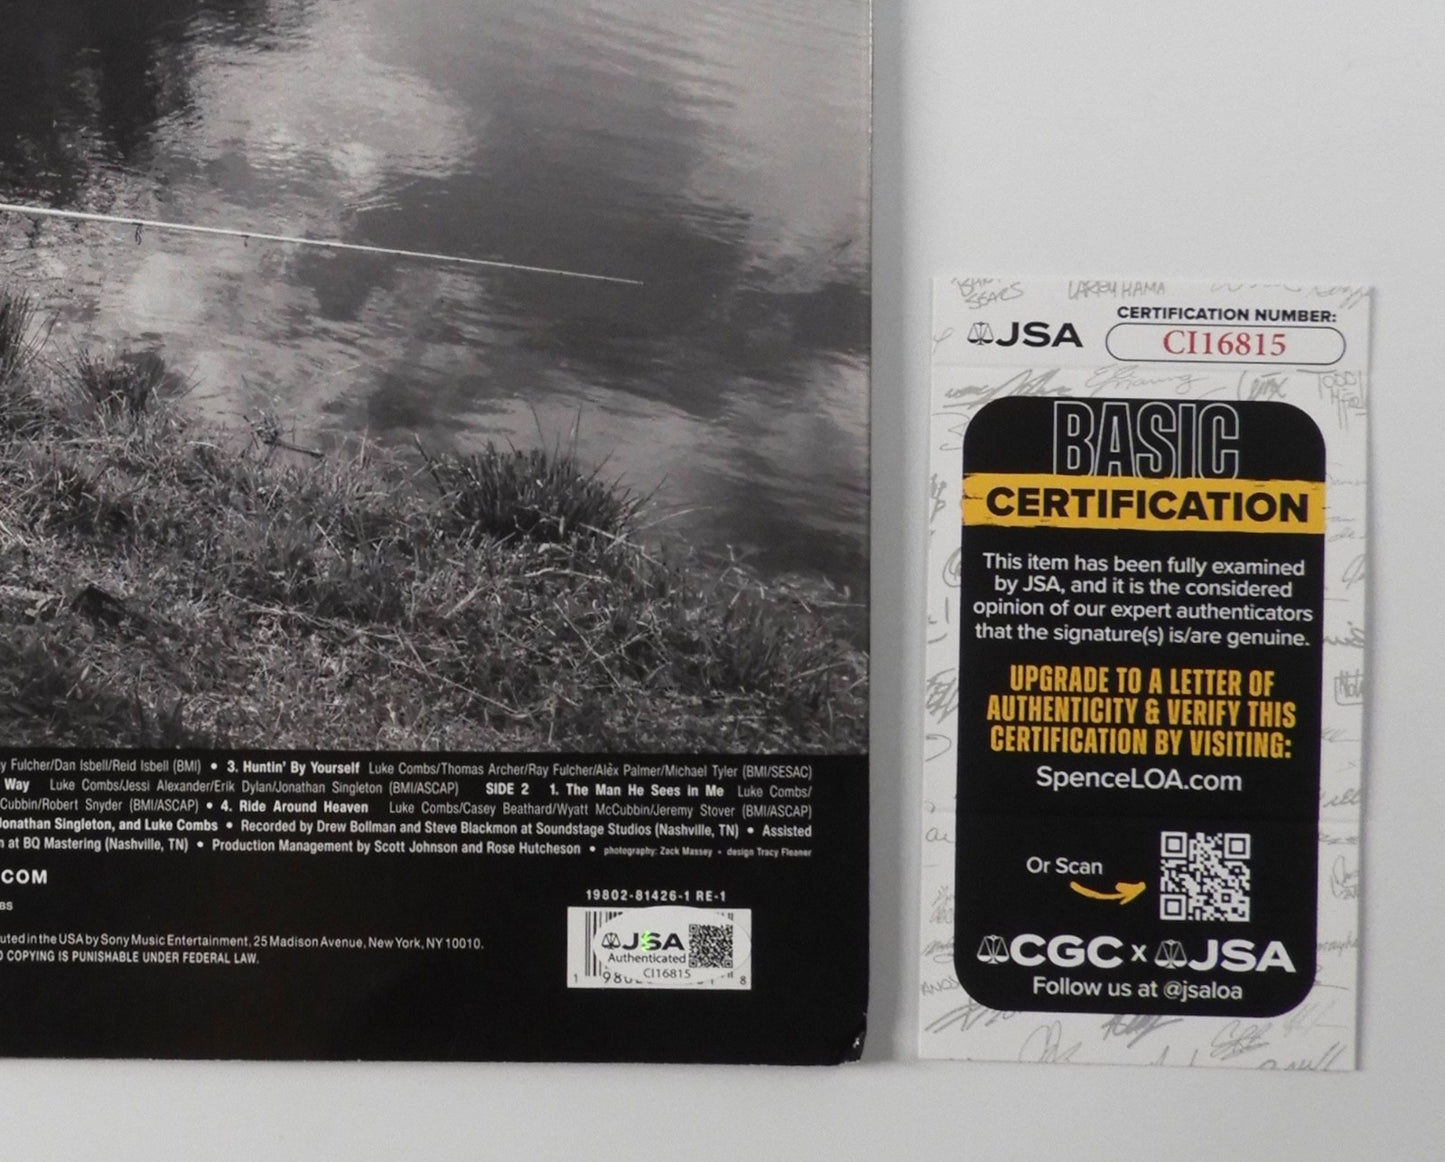 BART SEARS LARRY HAMA
JSA
CERTIFICATION NUMBER:
CI16815
BASIC
CERTIFICATION
This item has been fully examined
by JSA, and it is the considered
opinion of our expert authenticators
that the signature(s) is/are genuine.
UPGRADE TO A LETTER OF
AUTHENTICITY & VERIFY THIS
CERTIFICATION BY VISITING:
SpenceLOA.com
Or Scan
CGC x JSA
Follow us at @jsaloa
y Fulcher/Dan Isbell/Reid Isbell (BMI) • 3. Huntin' By Yourself Luke Combs/Thomas Archer/Ray Fulcher/Alex Palmer/Michael Tyler (BMI/SESAC)
Way Luke Combs/Jessi Alexander/Erik Dylan/Jonathan Singleton (BMI/ASCAP) SIDE 2 1. The Man He Sees in Me Luke Combs/
Cubbin/Robert Snyder (BMI/ASCAP) • 4. Ride Around Heaven Luke Combs/Casey Beathard/Wyatt McCubbin/Jeremy Stover (BMI/ASCAP)
Jonathan Singleton, and Luke Combs • Recorded by Drew Bollman and Steve Blackmon at Soundstage Studios (Nashville, TN) • Assisted
n at BQ Mastering (Nashville, TN) • Production Management by Scott Johnson and Rose Hutcheson • photography: Zack Massey • design Tracy Fleaner
.COM
BS
uted in the USA by Sony Music Entertainment, 25 Madison Avenue, New York, NY 10010.
D COPYING IS PUNISHABLE UNDER FEDERAL LAW.
19802-81426-1 RE-1
JSA
Authenticated
CI16815
1 8